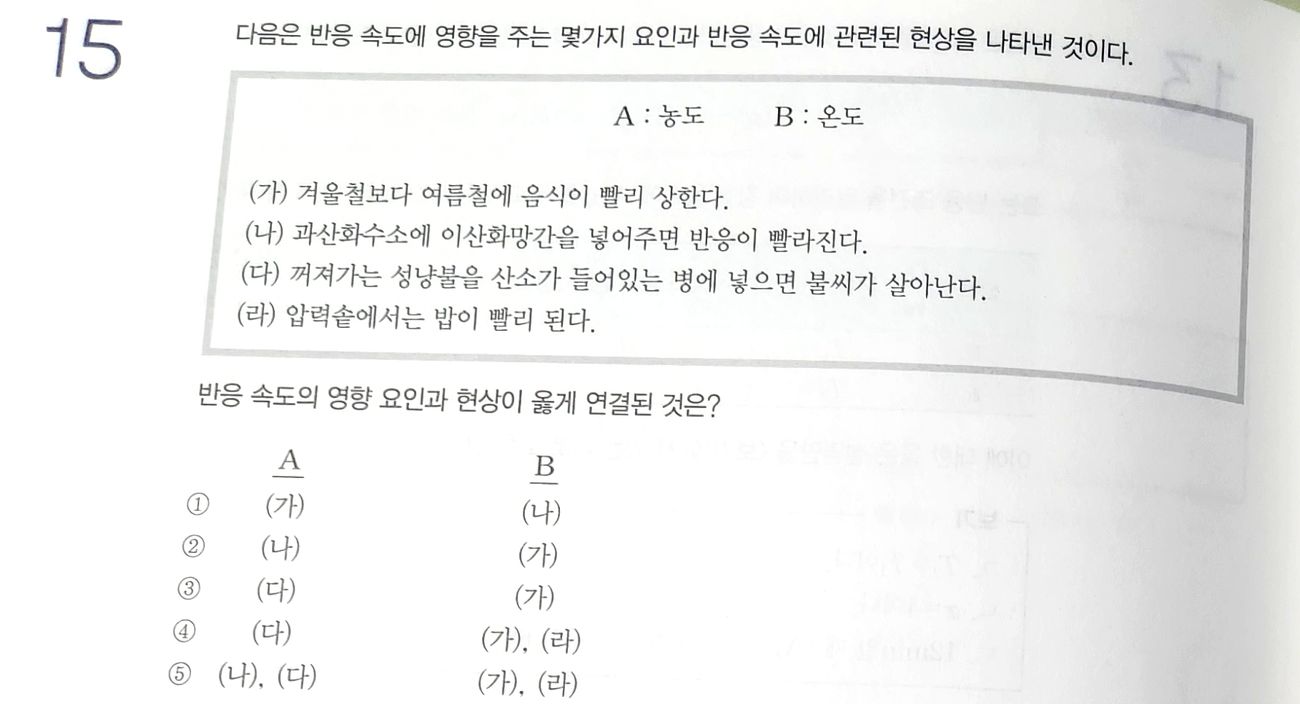 15
다음은 반응 속도에 영향을 주는 몇가지 요인과 반응 속도에 관련된 현상을 나타낸 것이다.
A : 농도 B : 온도
(가) 겨울철보다 여름철에 음식이 빨리 상한다.
(나) 과산화수소에 이산화망간을 넣어주면 반응이 빨라진다.
(다) 꺼져가는 성냥불을 산소가 들어있는 병에 넣으면 불씨가 살아난다.
(라) 압력솥에서는 밥이 빨리 된다.
반응 속도의 영향 요인과 현상이 옳게 연결된 것은?
A B
① (가) (나)
② (나) (가)
③ (다) (가)
④ (다) (가), (라)
⑤ (나), (다) (가), (라)